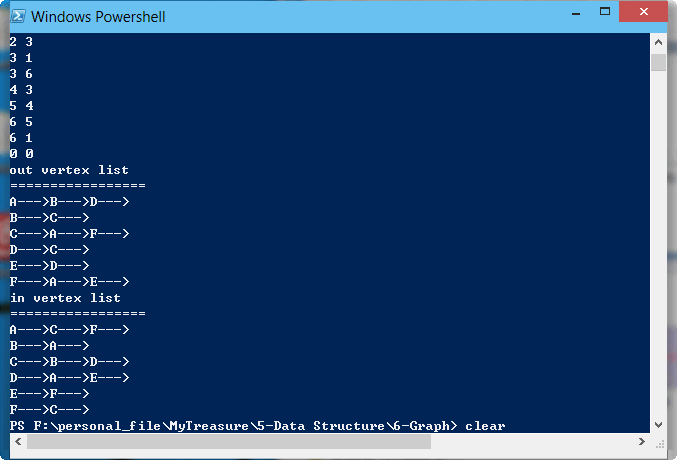 Windows Powershell
2 3
3 1
3 6
4 3
5 4
6 5
6 1
0 0
out vertex list
=================
A--->B--->D--->
B--->C--->
C--->A--->F--->
D--->C--->
E--->D--->
F--->A--->E--->
in vertex list
=================
A--->C--->F--->
B--->A--->
C--->B--->D--->
D--->A--->E--->
E--->F--->
F--->C--->
PS F:\personal_file\MyTreasure\5-Data Structure\6-Graph> clear